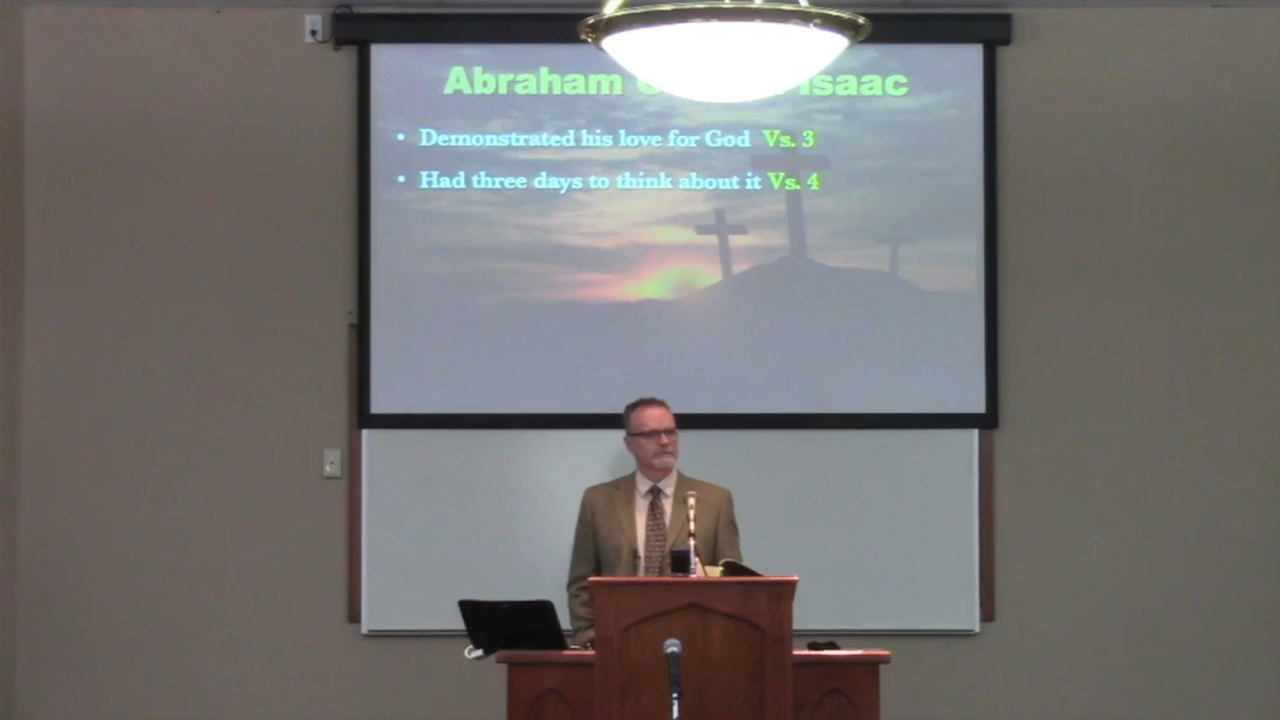 Abraham Isaac
• Demonstrated his love for God Vs. 3
• Had three days to think about it Vs. 4